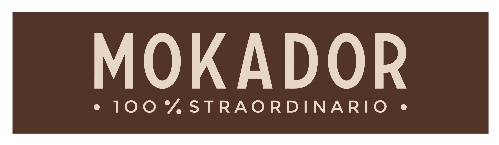 MOKADOR
• 100% STRAORDINARIO •